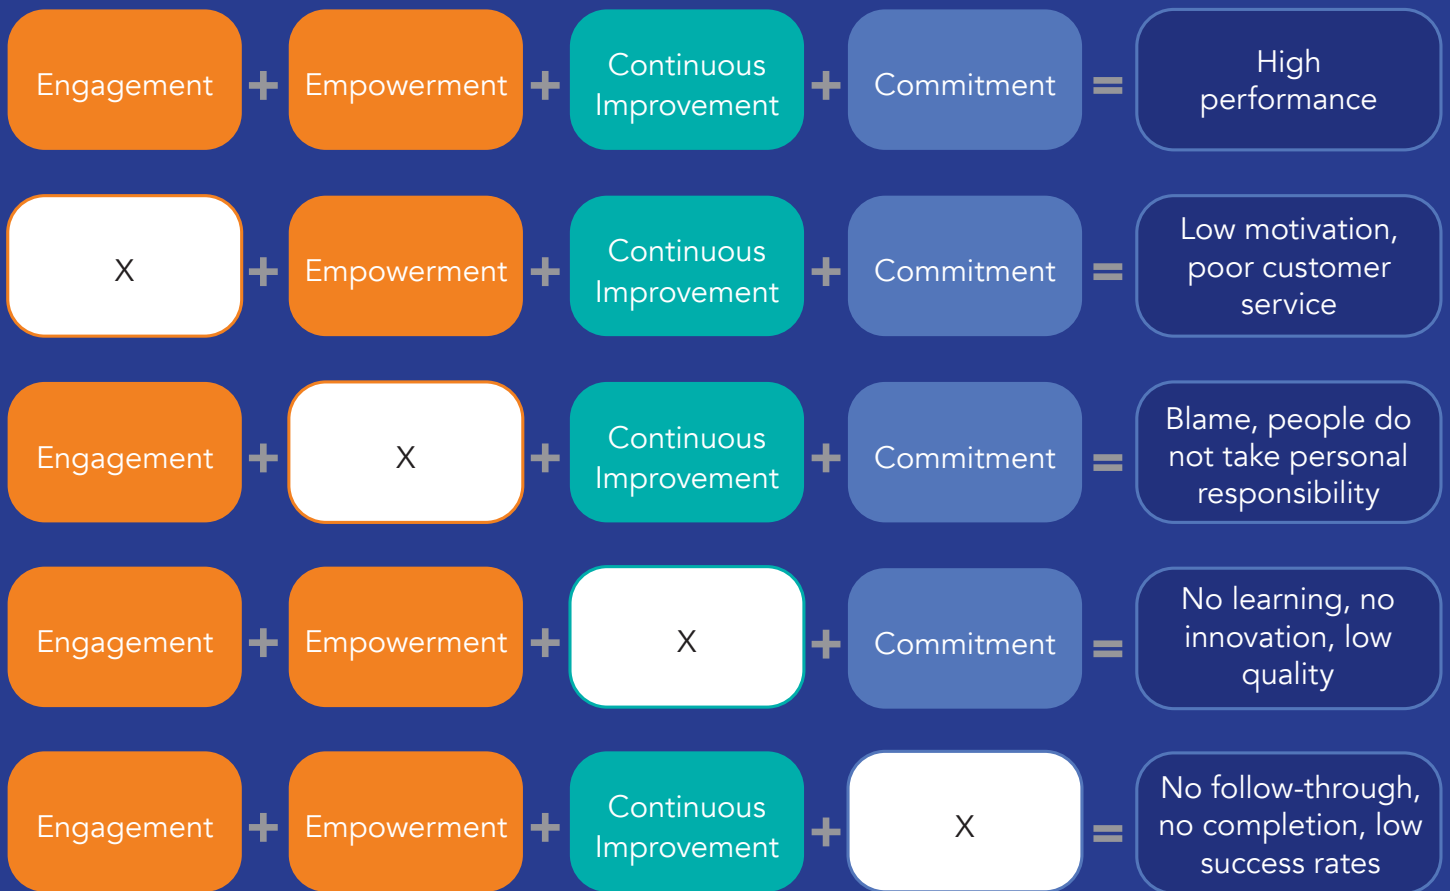 Engagement + Empowerment + Continuous
Improvement + Commitment = High
performance
X + Empowerment + Continuous
Improvement + Commitment = Low motivation,
poor customer
service
Engagement + X + Continuous
Improvement + Commitment = Blame, people do
not take personal
responsibility
Engagement + Empowerment + X + Commitment = No learning, no
innovation, low
quality
Engagement + Empowerment + Continuous
Improvement + X = No follow-through,
no completion, low
success rates